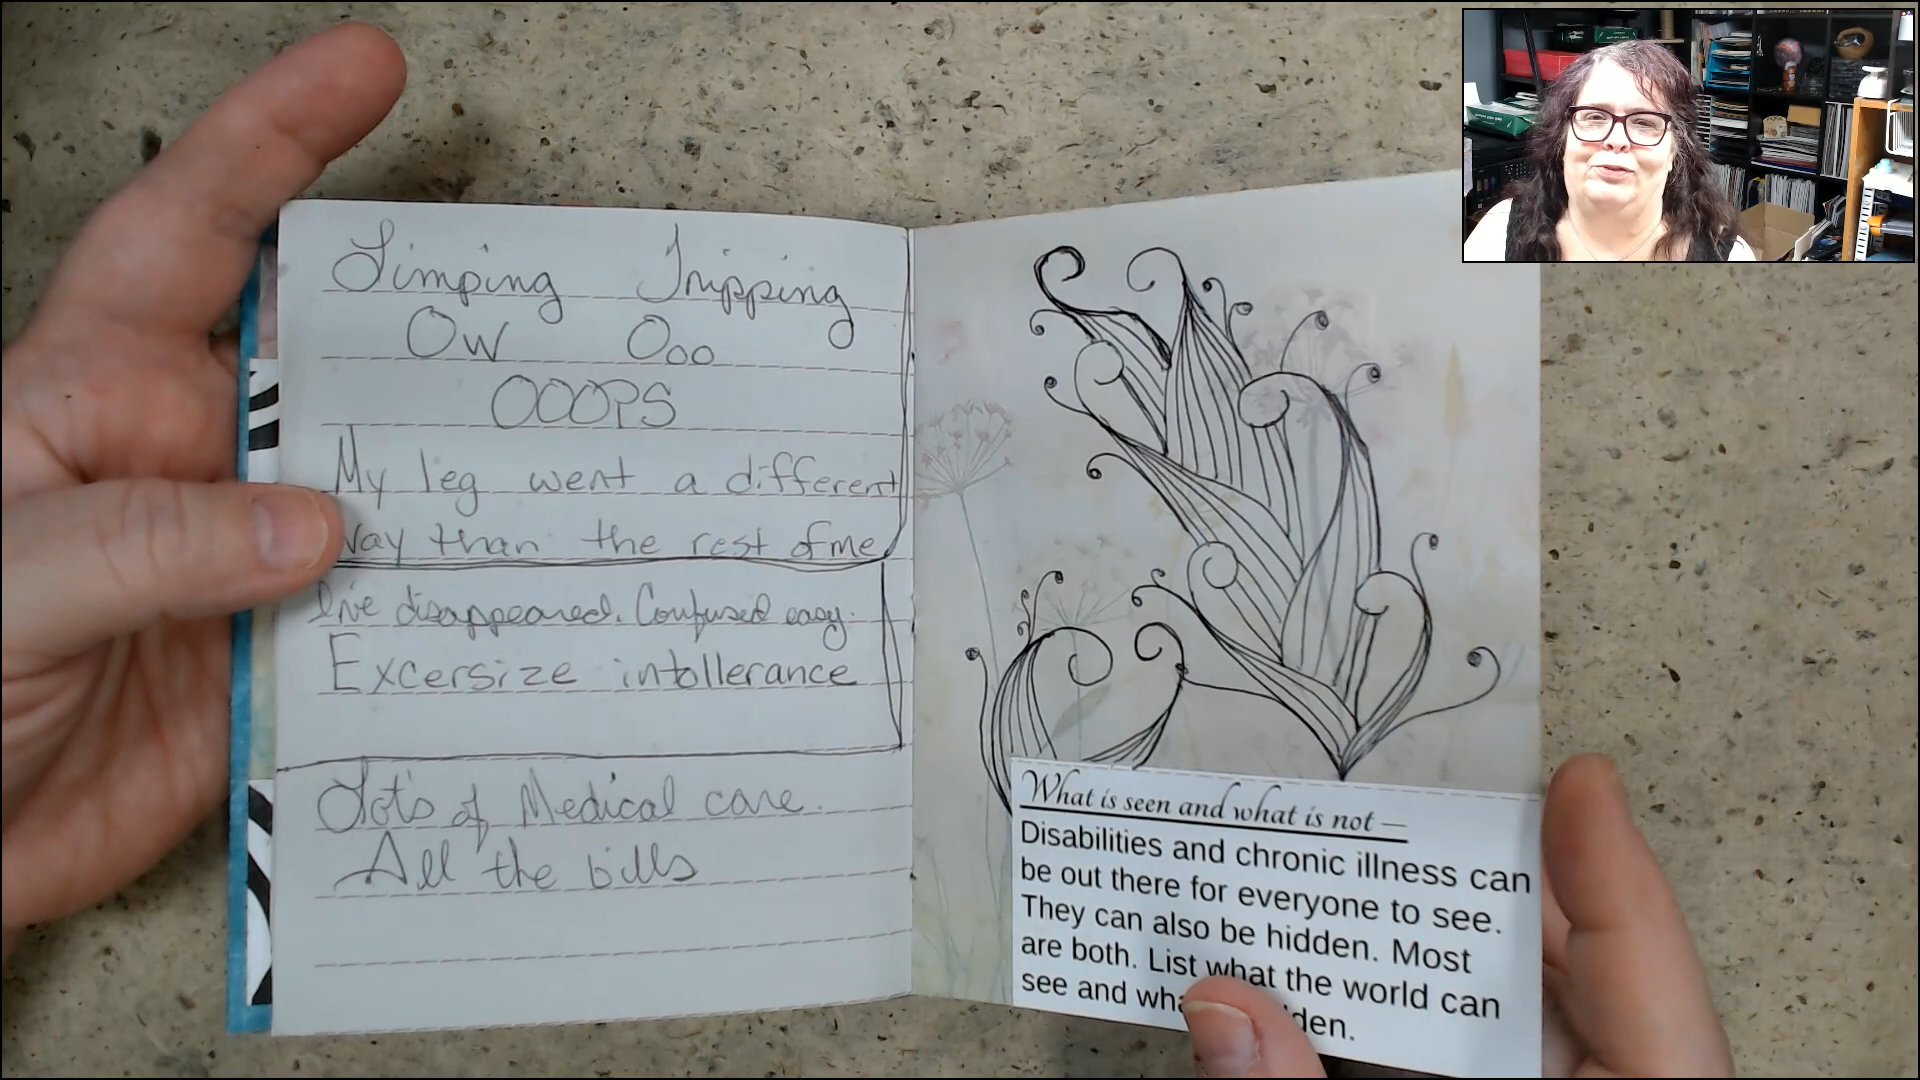 Limping Tripping
Ow Ooo
OOOPS
My leg went a different
way than the rest of me
I've disappeared. Confused easy.
Excersize intollerance
Lots of Medical care.
All the bills
What is seen and what is not —
Disabilities and chronic illness can
be out there for everyone to see.
They can also be hidden. Most
are both. List what the world can
see and